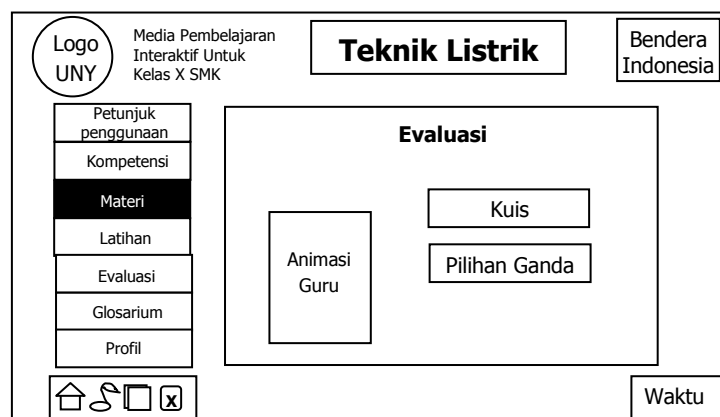 Logo
UNY
Media Pembelajaran
Interaktif Untuk
Kelas X SMK
Teknik Listrik
Bendera
Indonesia
Petunjuk
penggunaan
Kompetensi
Materi
Latihan
Evaluasi
Glosarium
Profil
Evaluasi
Animasi
Guru
Kuis
Pilihan Ganda
x
Waktu